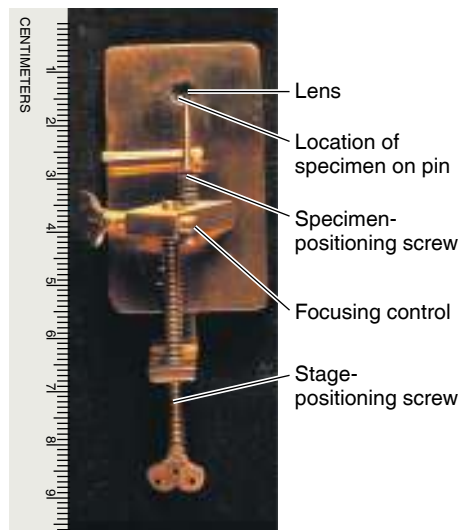 CENTIMETERS
1
2
3
4
5
6
7
8
9
Lens
Location of
specimen on pin
Specimen-
positioning screw
Focusing control
Stage-
positioning screw